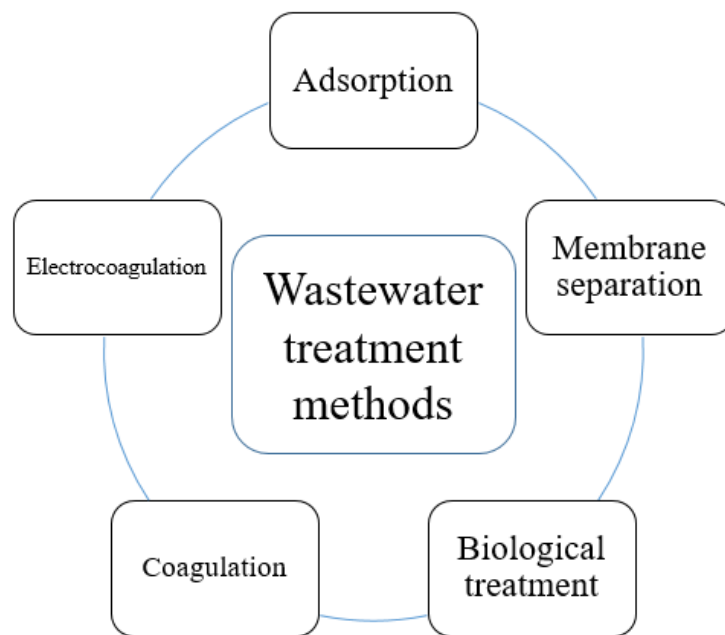 Adsorption
Membrane
separation
Electrocoagulation
Wastewater
treatment
methods
Biological
treatment
Coagulation